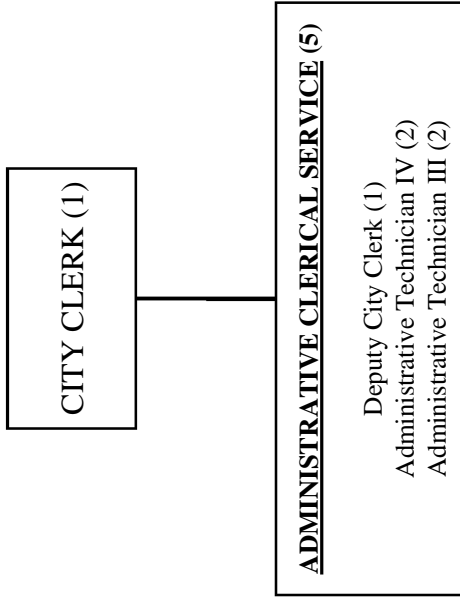 CITY CLERK (1)
ADMINISTRATIVE CLERICAL SERVICE (5)
Deputy City Clerk (1)
Administrative Technician IV (2)
Administrative Technician III (2)